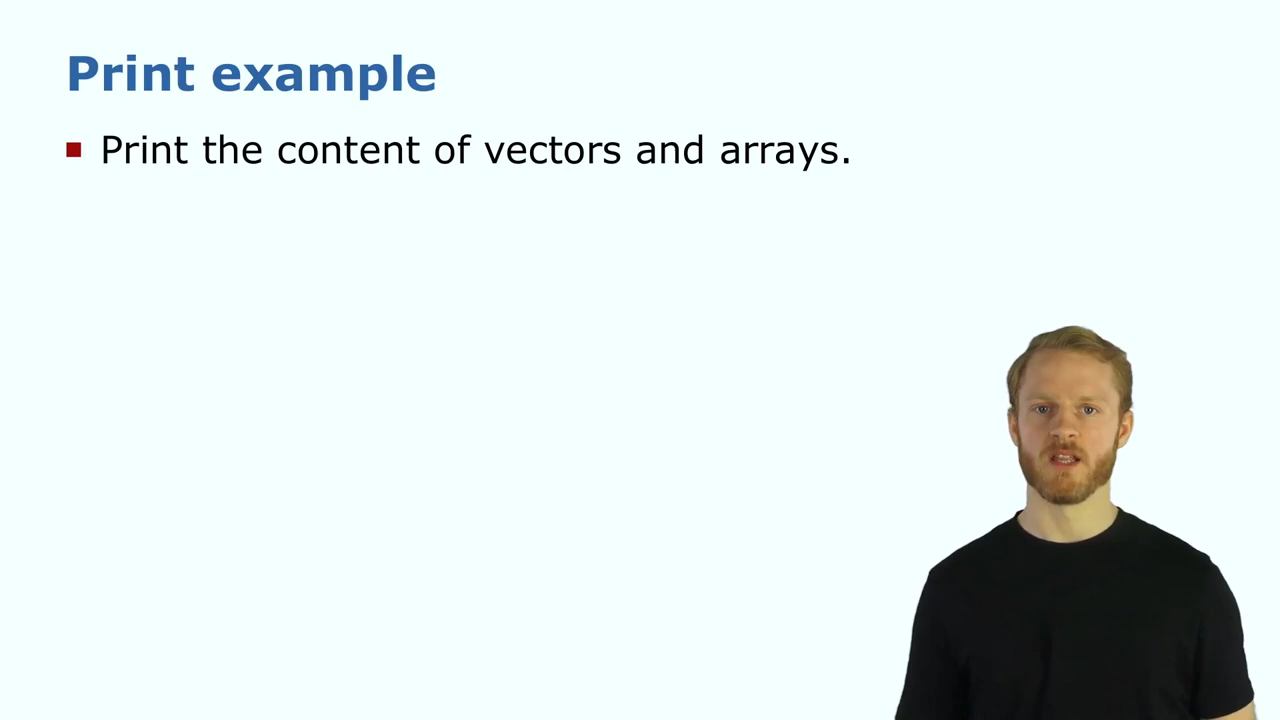 Print example
Print the content of vectors and arrays.